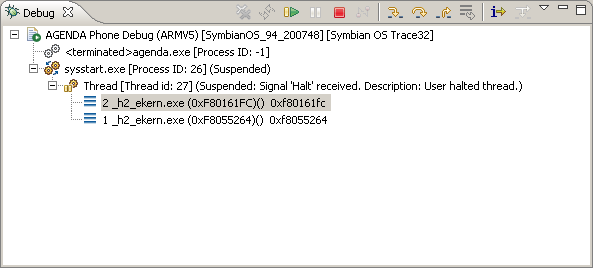 Debug
AGENDA Phone Debug (ARMV5) [SymbianOS_94_200748] [Symbian OS Trace32]
<terminated>agenda.exe [Process ID: -1]
sysstart.exe [Process ID: 26] (Suspended)
Thread [Thread id: 27] (Suspended: Signal 'Halt' received. Description: User halted thread.)
2 _h2_ekern.exe (0xF80161FC)() 0xf80161fc
1 _h2_ekern.exe (0xF8055264)() 0xf8055264